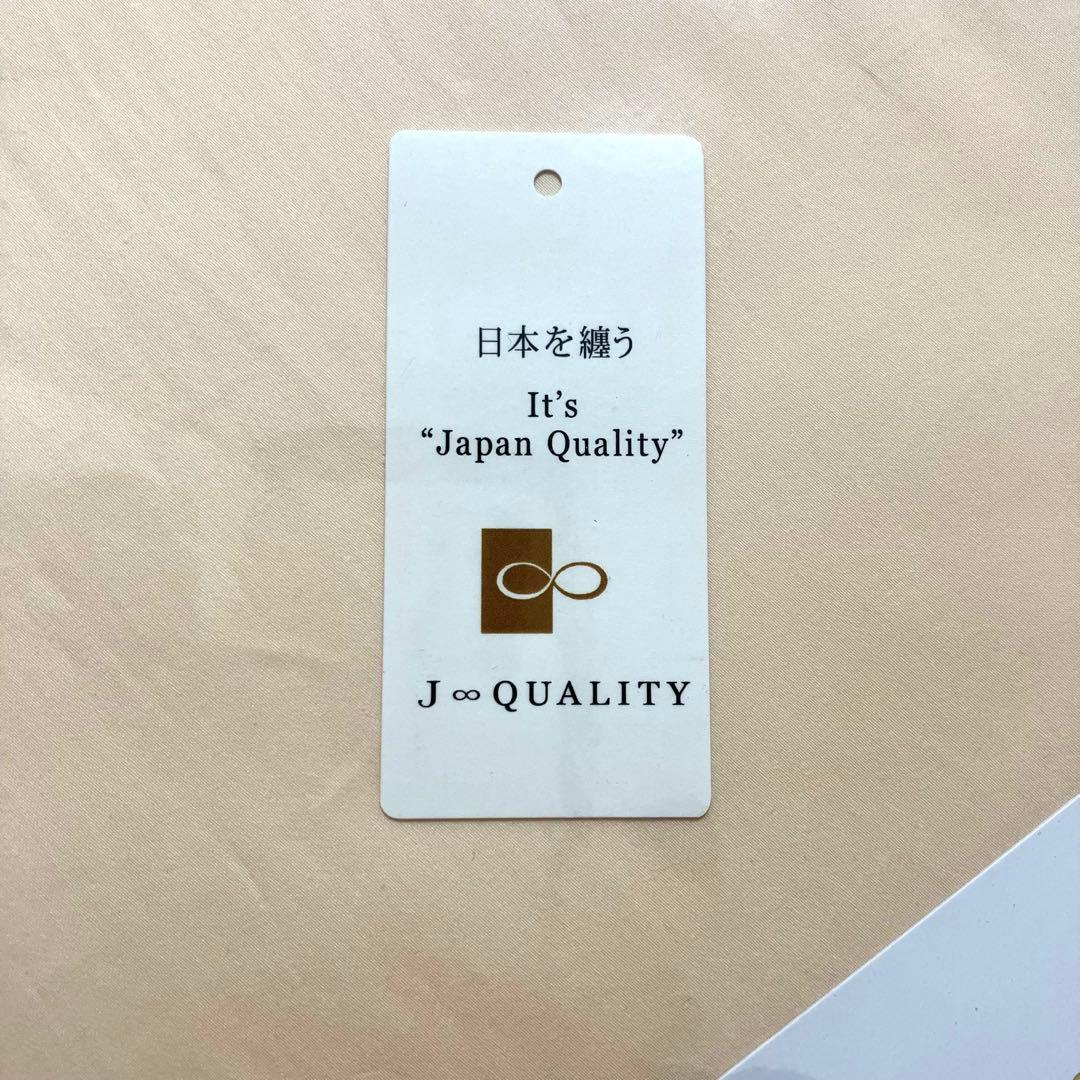 日本を纏う
It's
“Japan Quality”
J∞QUALITY